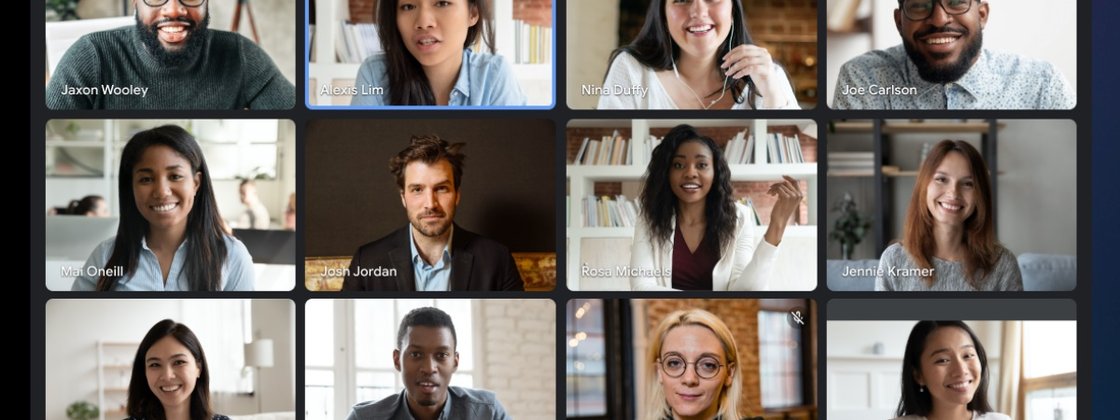 Jaxon Wooley
Alexis Lim
Nina Duffy
Joe Carlson
Mai Oneill
Josh Jordan
Rosa Michaels
Jennie Kramer